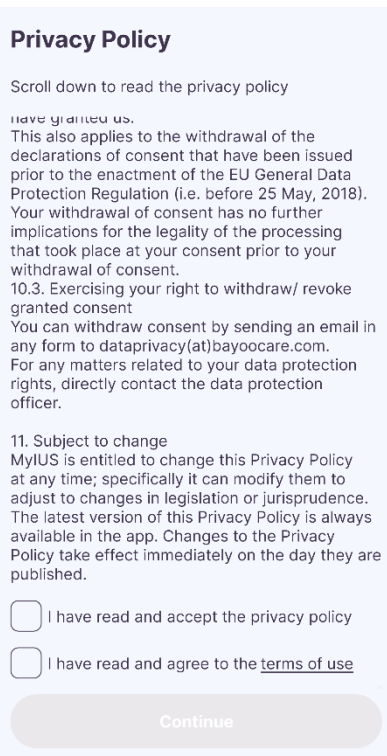 Privacy Policy
Scroll down to read the privacy policy
have granted us.
This also applies to the withdrawal of the
declarations of consent that have been issued
prior to the enactment of the EU General Data
Protection Regulation (i.e. before 25 May, 2018).
Your withdrawal of consent has no further
implications for the legality of the processing
that took place at your consent prior to your
withdrawal of consent.
10.3. Exercising your right to withdraw/ revoke
granted consent
You can withdraw consent by sending an email in
any form to dataprivacy(at)bayoocare.com.
For any matters related to your data protection
rights, directly contact the data protection
officer.
11. Subject to change
MyIUS is entitled to change this Privacy Policy
at any time; specifically it can modify them to
adjust to changes in legislation or jurisprudence.
The latest version of this Privacy Policy is always
available in the app. Changes to the Privacy
Policy take effect immediately on the day they are
published.
I have read and accept the privacy policy
I have read and agree to the terms of use
Continue